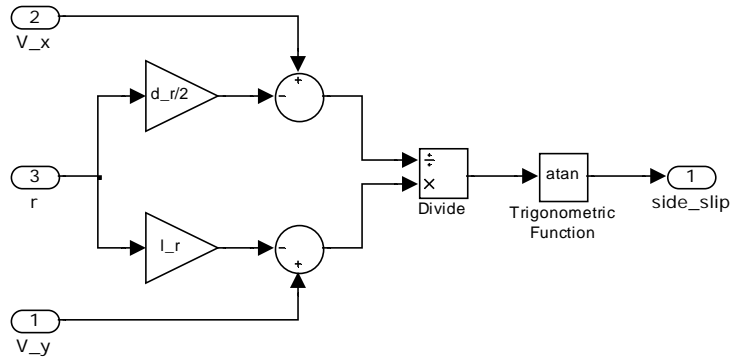 2
V_x
d_r/2
+
-
3
r
÷
×
Divide
atan
Trigonometric
Function
1
side_slip
l_r
-
+
1
V_y